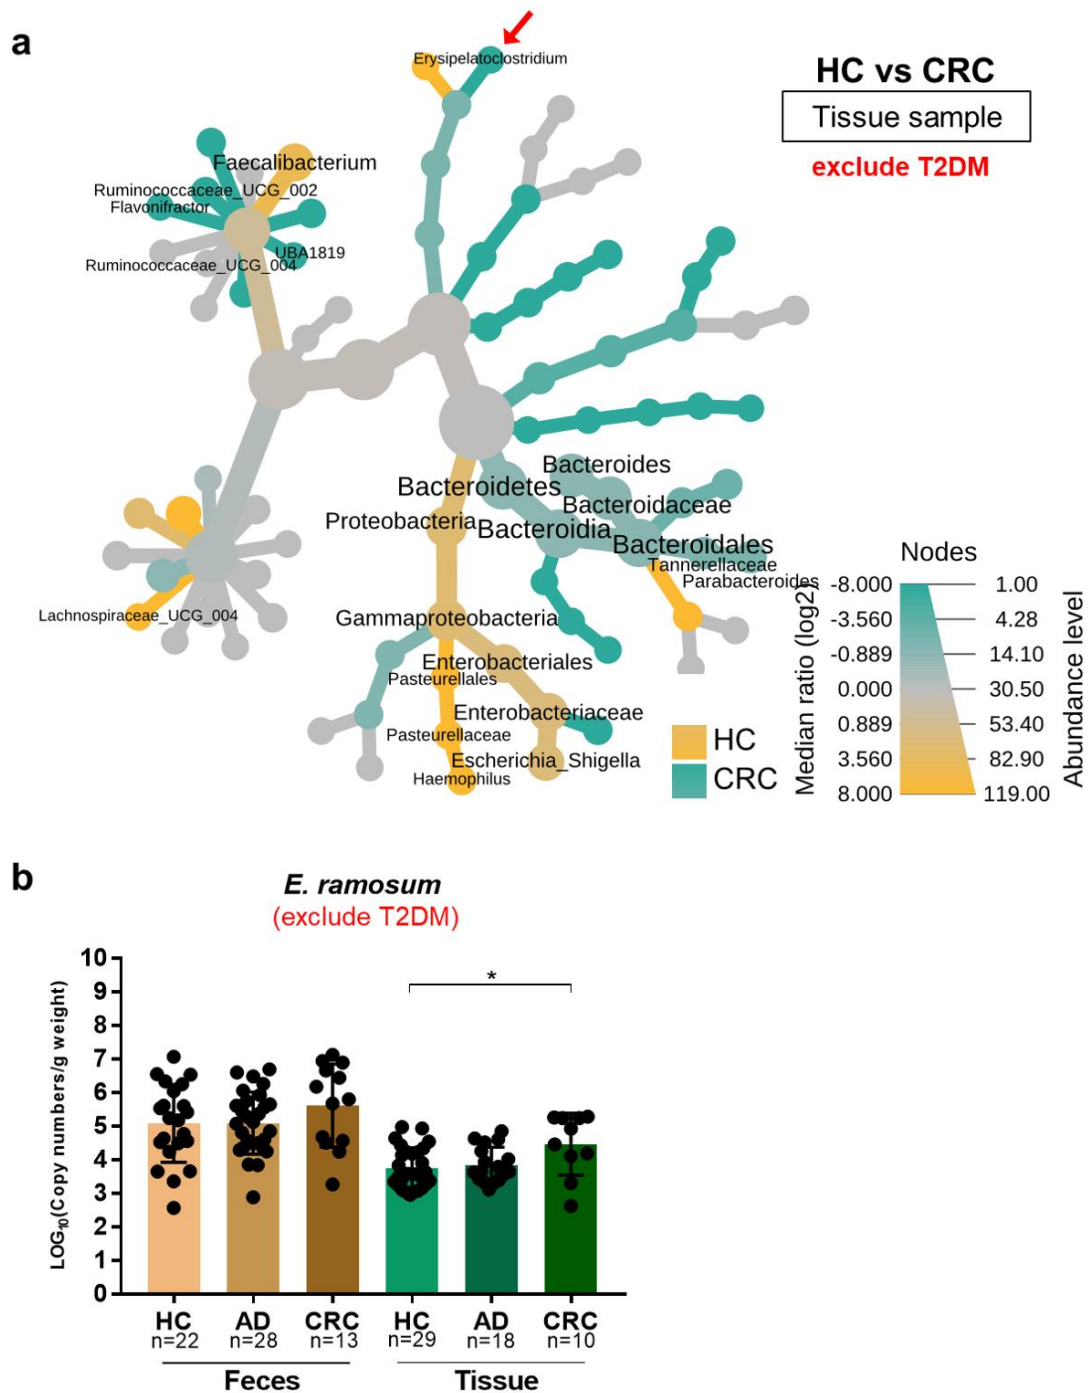 a
Erysipelatoclostridium
HC vs CRC
Tissue sample
exclude T2DM
Faecalibacterium
Ruminococcaceae_UCG_002
Flavonifractor
UBA1819
Ruminococcaceae_UCG_004
Bacteroides
Bacteroidetes
Bacteroidaceae
Proteobacteria
Bacteroidia
Bacteroidales
Tannerellaceae
Parabacteroides
Lachnospiraceae_UCG_004
Gammaproteobacteria
Enterobacteriales
Pasteurellales
Enterobacteriaceae
Pasteurellaceae
Escherichia_Shigella
Haemophilus
HC
CRC
Nodes
Median ratio (log2)
Abundance level
-8.000 1.00
-3.560 4.28
-0.889 14.10
0.000 30.50
0.889 53.40
3.560 82.90
8.000 119.00
b
E. ramosum
(exclude T2DM)
LOG10(Copy numbers/g weight)
10
9
8
7
6
5
4
3
2
1
0
*
HC AD CRC HC AD CRC
n=22 n=28 n=13 n=29 n=18 n=10
Feces Tissue